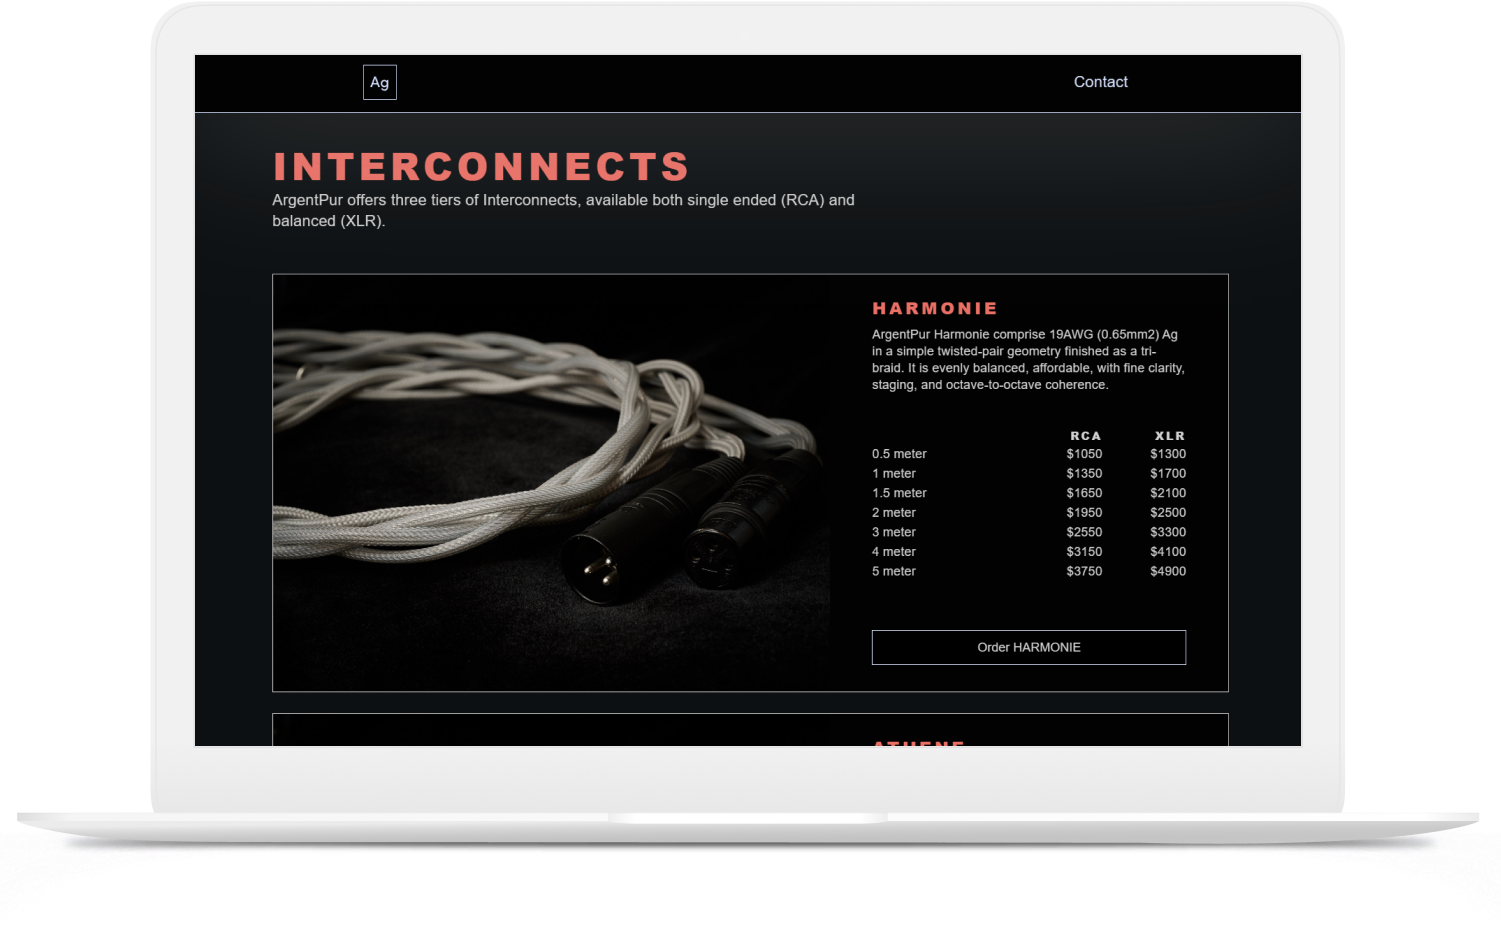 Ag
Contact
INTERCONNECTS
ArgentPur offers three tiers of Interconnects, available both single ended (RCA) and
balanced (XLR).
HARMONIE
ArgentPur Harmonie comprise 19AWG (0.65mm2) Ag
in a simple twisted-pair geometry finished as a tri-
braid. It is evenly balanced, affordable, with fine clarity,
staging, and octave-to-octave coherence.
RCA XLR
0.5 meter $1050 $1300
1 meter $1350 $1700
1.5 meter $1650 $2100
2 meter $1950 $2500
3 meter $2550 $3300
4 meter $3150 $4100
5 meter $3750 $4900
Order HARMONIE
ATHENE